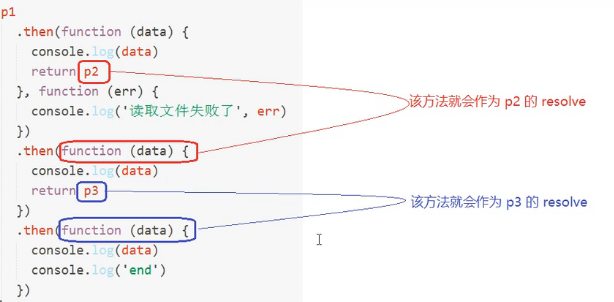 p1
.then(function (data) {
console.log(data)
return p2
}, function (err) {
console.log('读取文件失败了', err)
})
.then(function (data) {
console.log(data)
return p3
})
.then(function (data) {
console.log(data)
console.log('end')
})
该方法就会作为 p2 的 resolve
该方法就会作为 p3 的 resolve